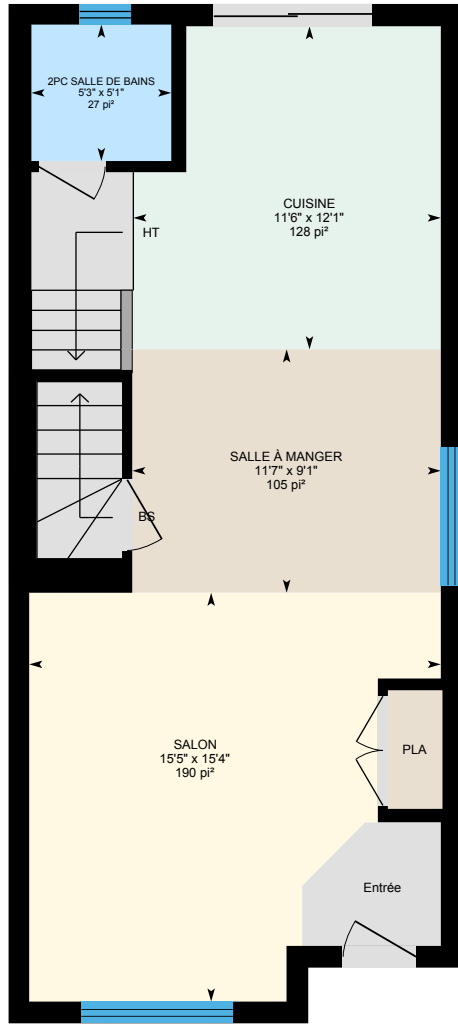 2PC SALLE DE BAINS
5'3" x 5'1"
27 pi²
CUISINE
11'6" x 12'1"
128 pi²
HT
SALLE À MANGER
11'7" x 9'1"
105 pi²
BS
SALON
15'5" x 15'4"
190 pi²
PLA
Entrée